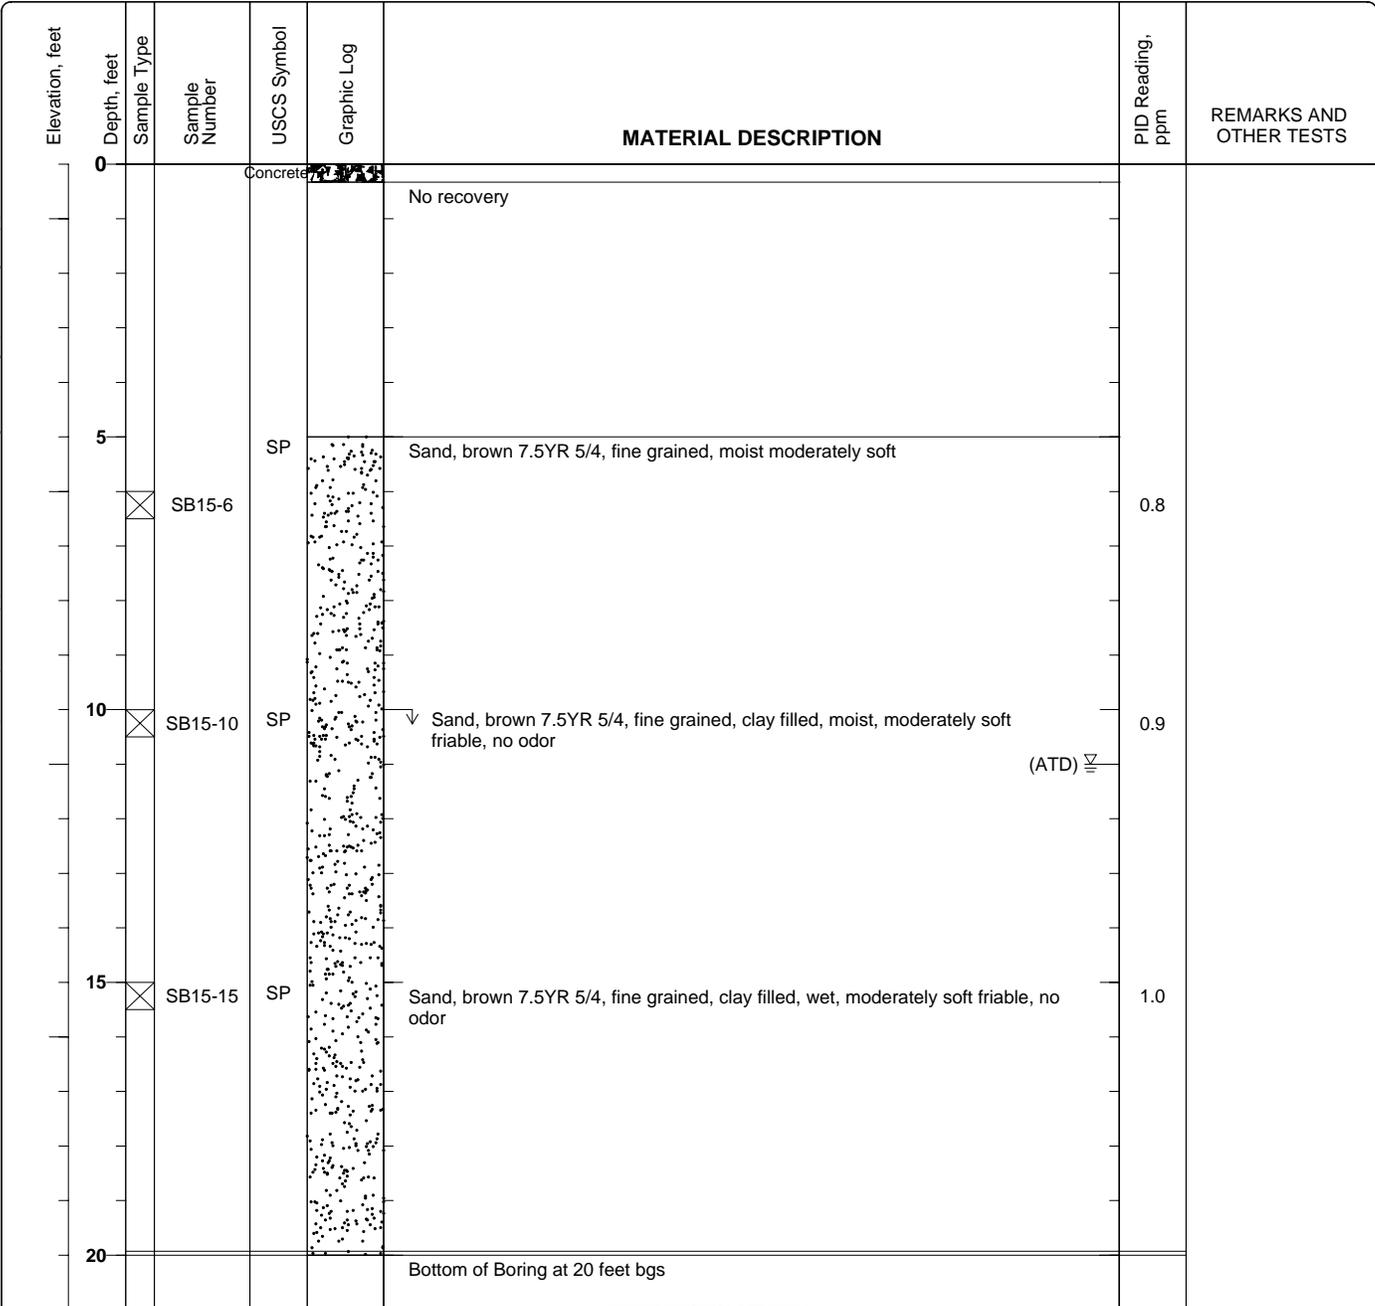 Elevation, feet
Depth, feet
Sample Type
Sample
Number
USCS Symbol
Graphic Log
MATERIAL DESCRIPTION
PID Reading,
ppm
REMARKS AND
OTHER TESTS
0
Concrete
No recovery
5
SP
Sand, brown 7.5YR 5/4, fine grained, moist moderately soft
SB15-6
0.8
10
SB15-10
SP
Sand, brown 7.5YR 5/4, fine grained, clay filled, moist, moderately soft
friable, no odor
0.9
(ATD)
15
SB15-15
SP
Sand, brown 7.5YR 5/4, fine grained, clay filled, wet, moderately soft friable, no
odor
1.0
20
Bottom of Boring at 20 feet bgs